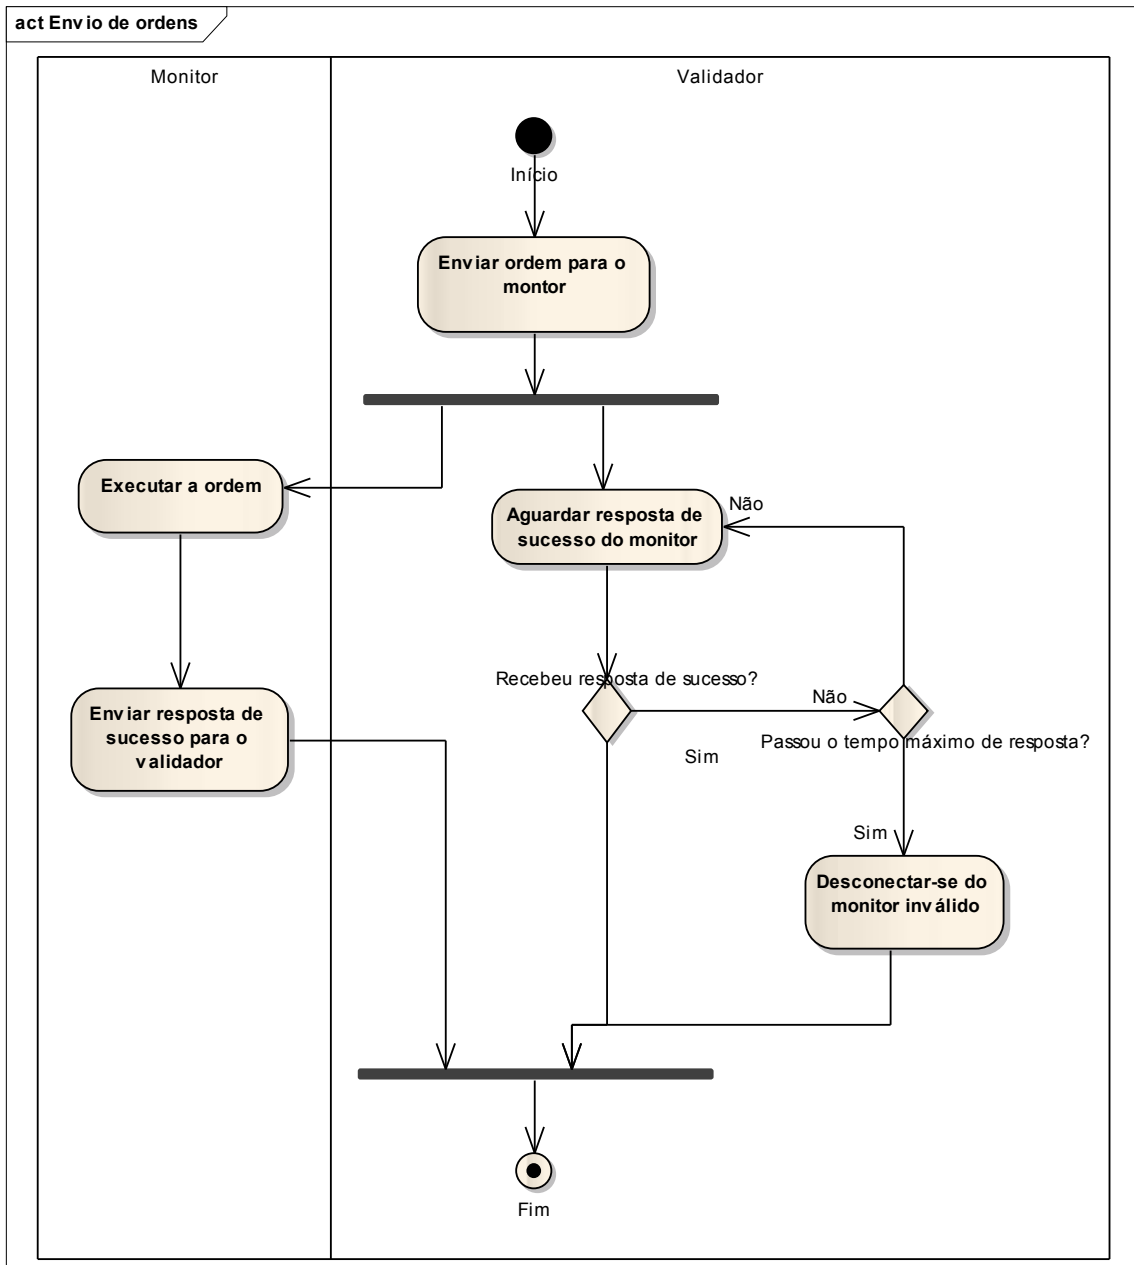 act Envio de ordens
Monitor
Validador
Início
Enviar ordem para o
montor
Executar a ordem
Aguardar resposta de
sucesso do monitor
Não
Recebeu resposta de sucesso?
Não
Enviar resposta de
sucesso para o
validador
Passou o tempo máximo de resposta?
Sim
Sim
Desconectar-se do
monitor inválido
Fim